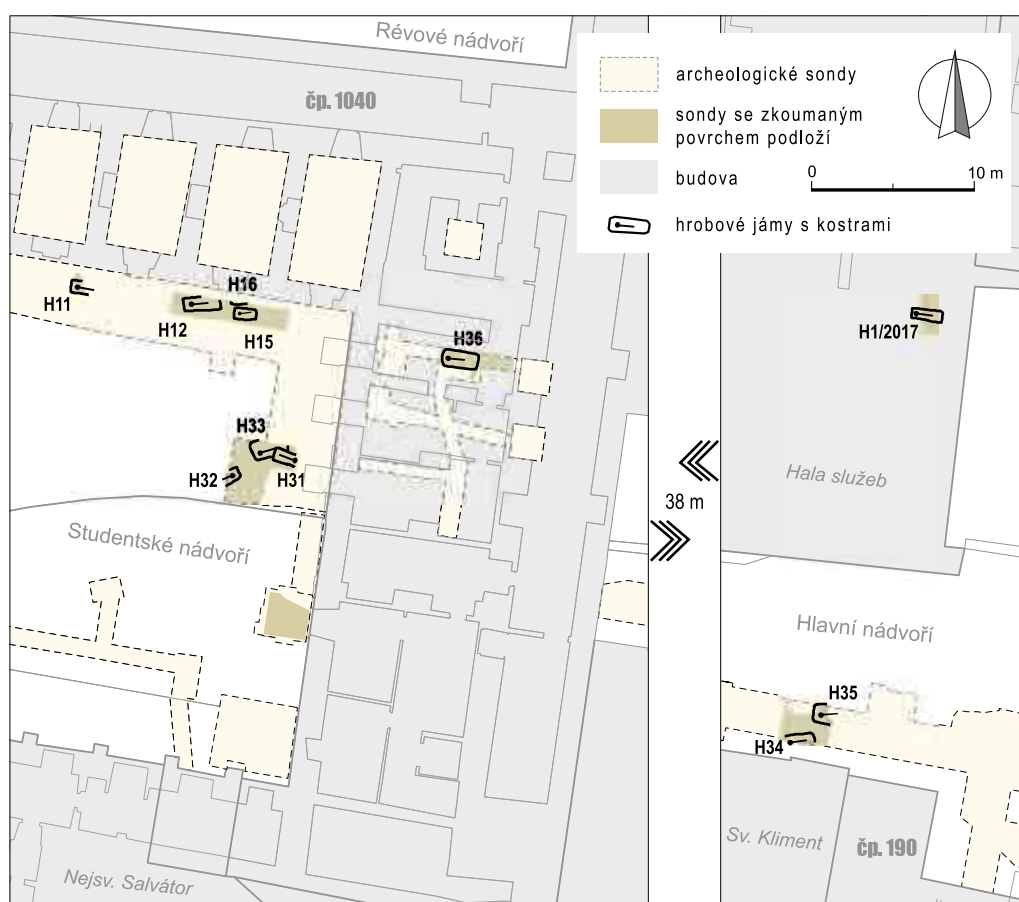 Révové nádvoří
čp. 1040
archeologické sondy
sondy se zkoumaným
povrchem podloží
budova
0 10 m
hrobové jámy s kostrami
H11
H12
H16
H15
H36
H1/2017
H33
H32
H31
Hala služeb
38 m
Studentské nádvoří
Hlavní nádvoří
H35
H34
Sv. Kliment
čp. 190
Nejsv. Salvátor